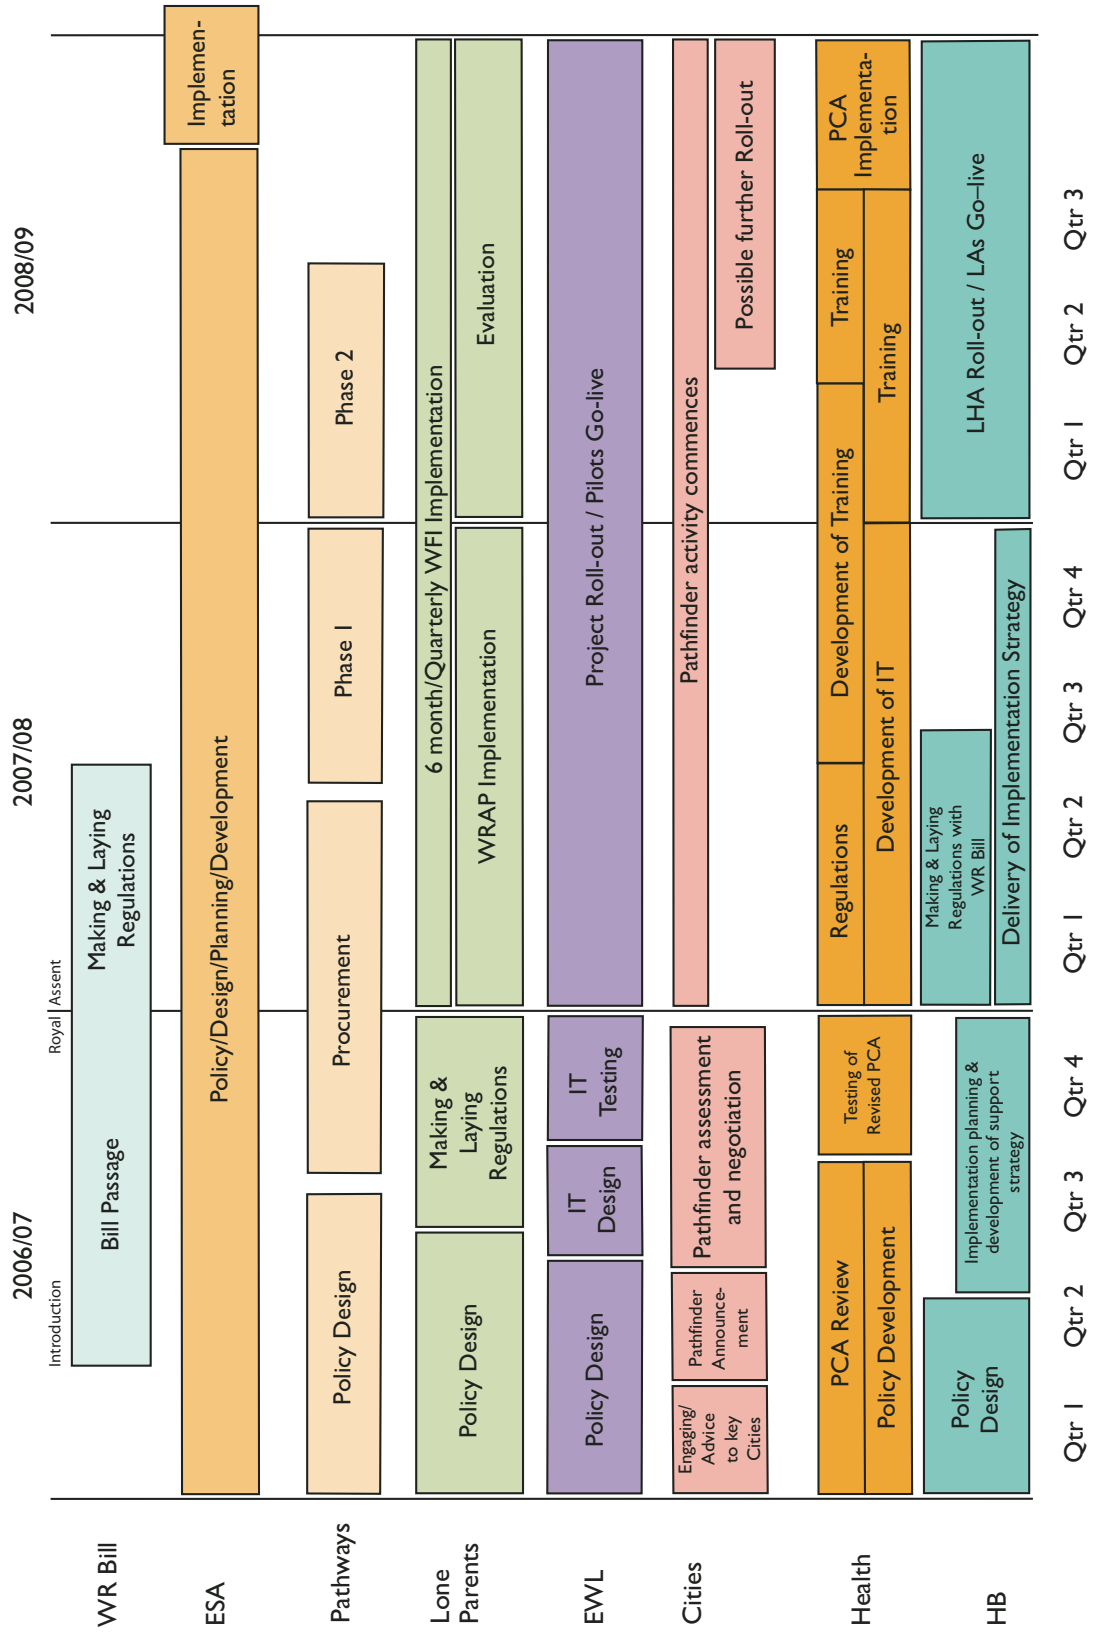 2006/07
2007/08
2008/09
Introduction
Royal
Assent
WR Bill
Bill Passage
Making & Laying
Regulations
ESA
Policy/Design/Planning/Development
Implemen-
tation
Pathways
Policy Design
Procurement
Phase 1
Phase 2
Lone
Parents
Policy Design
Making &
Laying
Regulations
6 month/Quarterly WFI Implementation
WRAP Implementation
Evaluation
EWL
Policy Design
IT
Design
IT
Testing
Project Roll-out / Pilots Go-live
Cities
Engaging/
Advice
to key
Cities
Pathfinder
Announce-
ment
Pathfinder assessment
and negotiation
Pathfinder activity commences
Possible further Roll-out
Health
PCA Review
Policy Development
Testing of
Revised PCA
Regulations
Development of Training
Training
Development of IT
Training
PCA
Implementa-
tion
HB
Policy
Design
Implementation planning &
development of support
strategy
Making & Laying
Regulations with
WR Bill
Delivery of Implementation Strategy
LHA Roll-out / LAs Go–live
Qtr 1
Qtr 2
Qtr 3
Qtr 4
Qtr 1
Qtr 2
Qtr 3
Qtr 4
Qtr 1
Qtr 2
Qtr 3